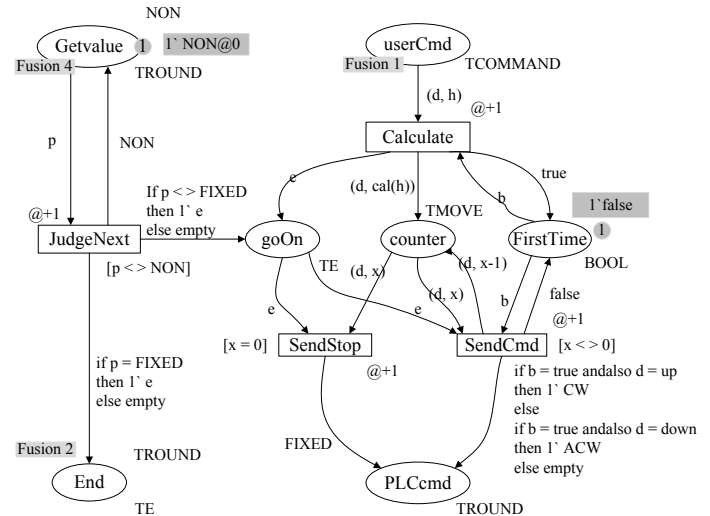 NON
Getvalue
1
1` NON@0
Fusion 4
TROUND
userCmd
Fusion 1
TCOMMAND
(d, h)
@+1
Calculate
p
NON
e
(d, cal(h))
b
true
If p < > FIXED
then 1` e
else empty
1`false
@+1
JudgeNext
[p < > NON]
goOn
TMOVE
counter
FirstTime
1
TE
BOOL
(d, x)
(d, x-1)
(d, x)
e
e
b
false
@+1
[x = 0]
SendStop
SendCmd
[x < > 0]
@+1
if p = FIXED
then 1` e
else empty
if b = true andalso d = up
then 1` CW
else
if b = true andalso d = down
then 1` ACW
else empty
FIXED
Fusion 2
TROUND
End
TE
PLCcmd
TROUND